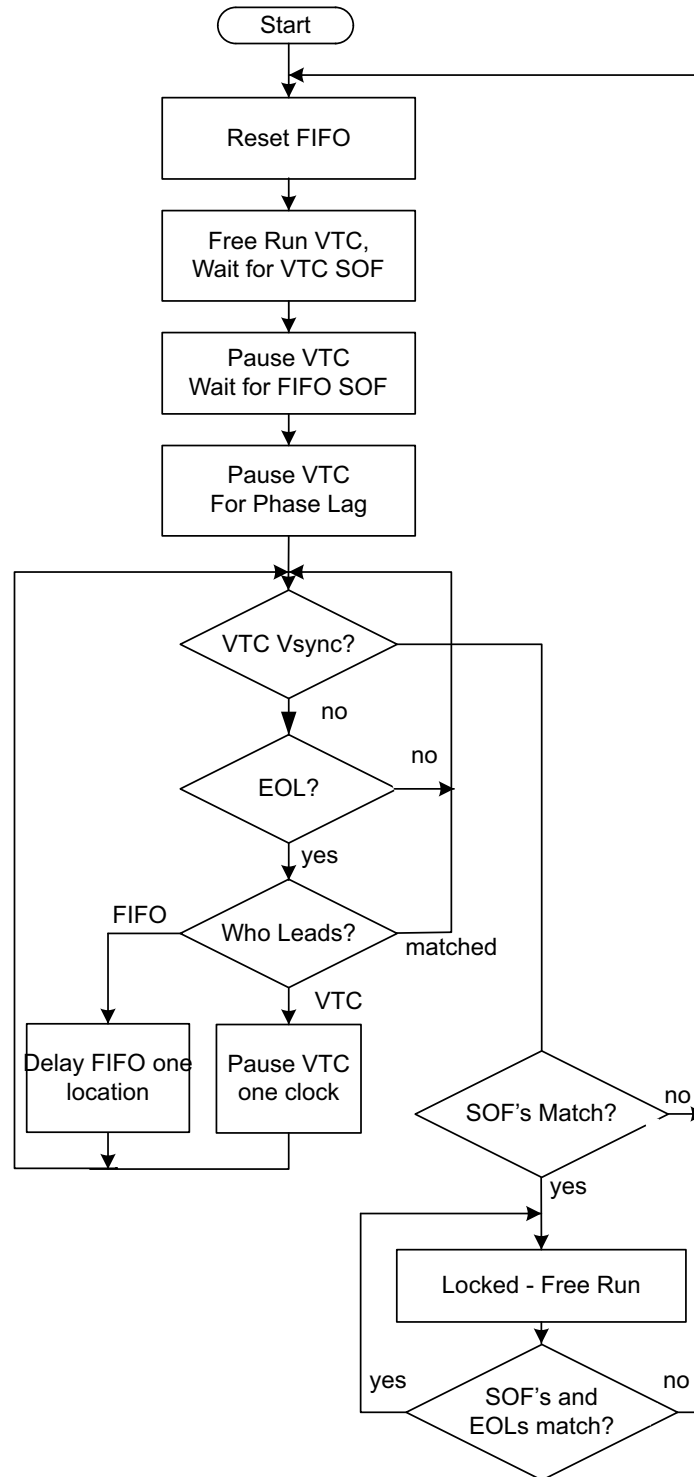 Start
Reset FIFO
Free Run VTC,
Wait for VTC SOF
Pause VTC
Wait for FIFO SOF
Pause VTC
For Phase Lag
VTC Vsync?
no
EOL?
no
yes
Who Leads?
FIFO
matched
VTC
Delay FIFO one
location
Pause VTC
one clock
SOF's Match?
no
yes
Locked - Free Run
yes
no
SOF's and
EOLs match?